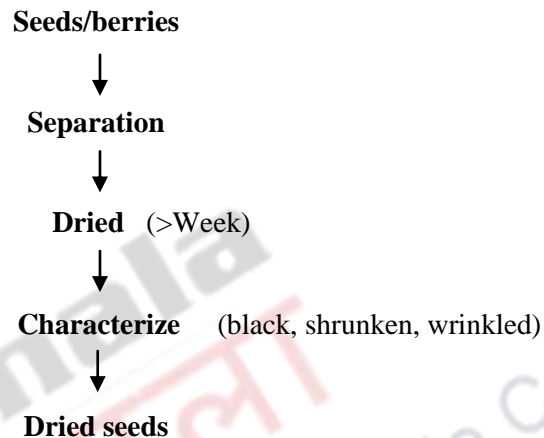 Seeds/berries
Separation
Dried (>Week)
Characterize (black, shrunken, wrinkled)
Dried seeds